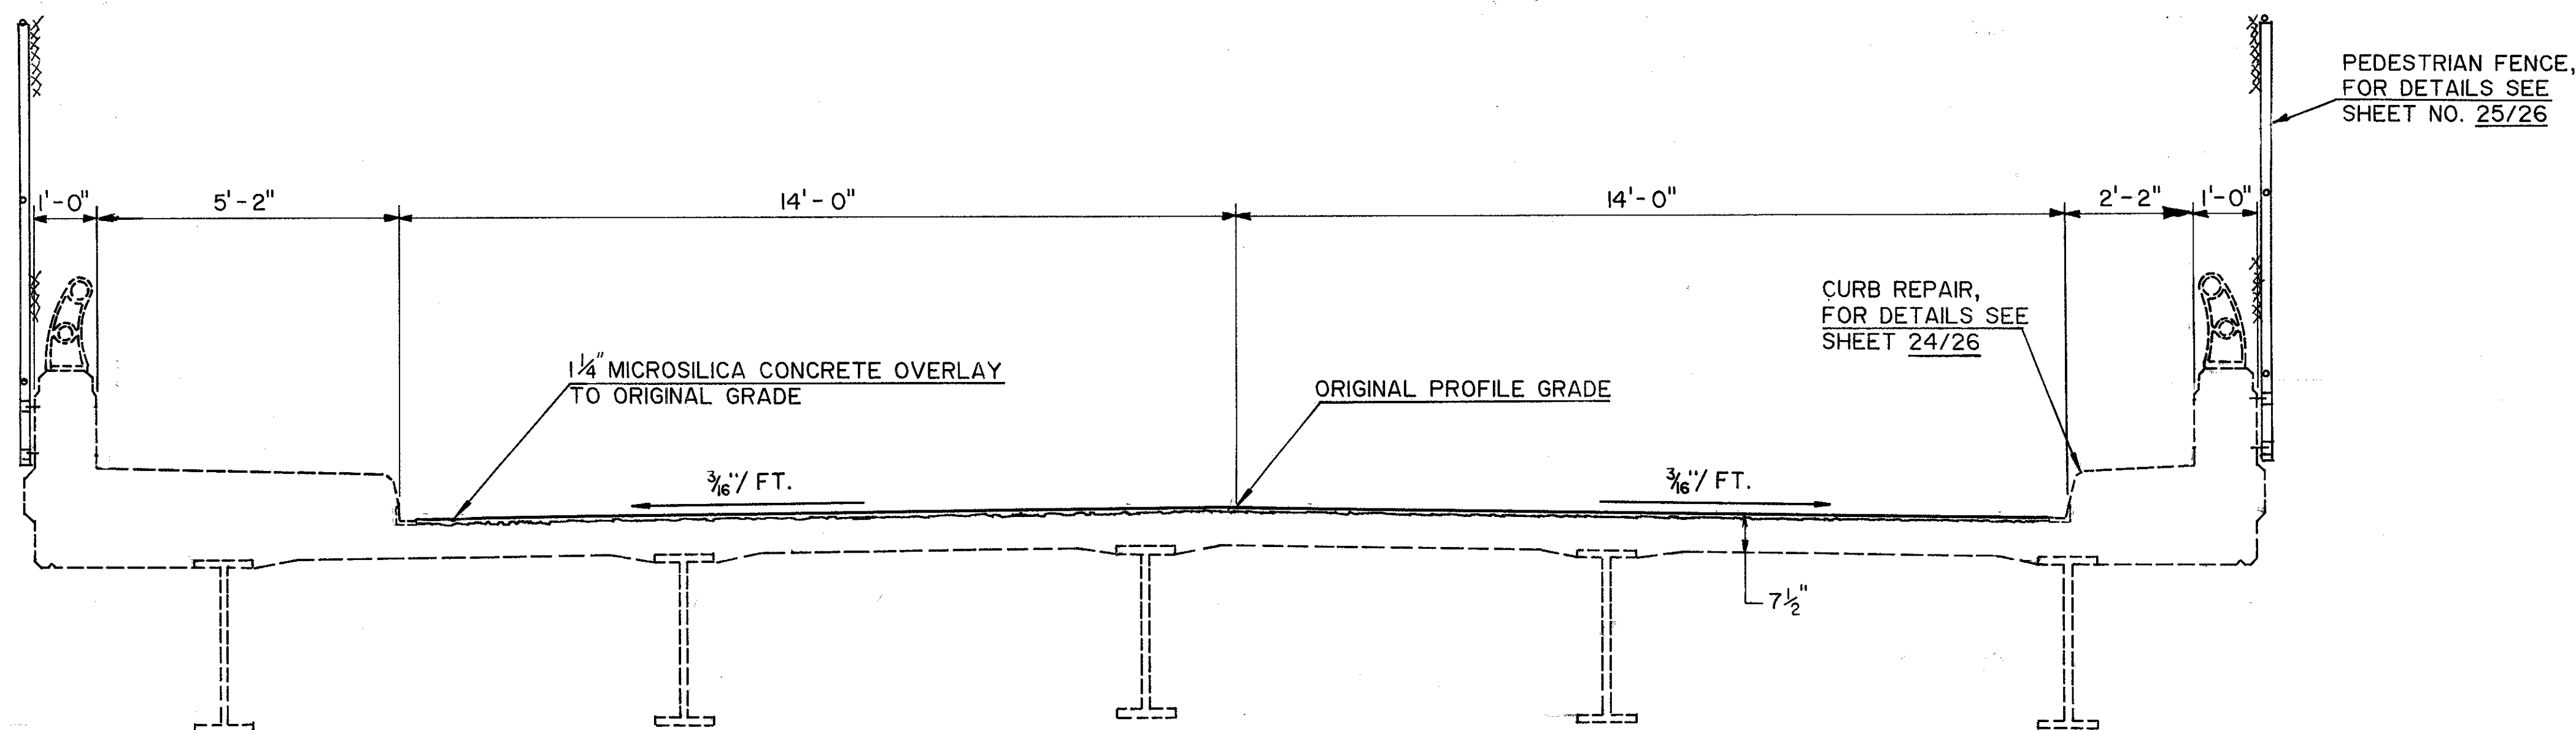 PEDESTRIAN FENCE,
FOR DETAILS SEE
SHEET NO. 25/26
1'-0"
5'-2"
14'-0"
14'-0"
2'-2"
1'-0"
CURB REPAIR,
FOR DETAILS SEE
SHEET 24/26
1¼" MICROSILICA CONCRETE OVERLAY
TO ORIGINAL GRADE
ORIGINAL PROFILE GRADE
3/16"/ FT.
3/16"/ FT.
7½"